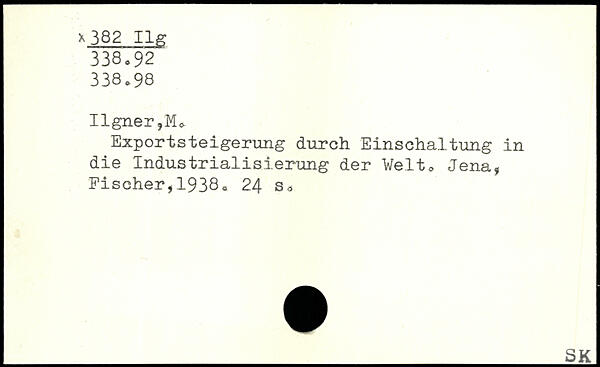 x 382 Ilg
338.92
338.98
Ilgner,M.
Exportsteigerung durch Einschaltung in
die Industrialisierung der Welt. Jena,
Fischer,1938. 24 s.
SK